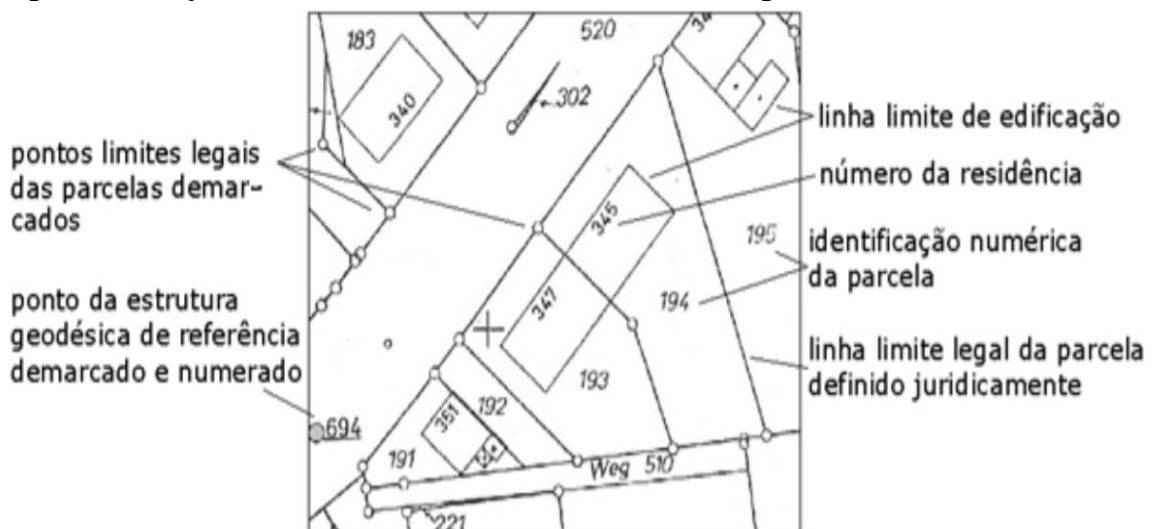 183
520
340
302
pontos limites legais
das parcelas demar-
cados
linha limite de edificação
número da residência
345
195
identificação numérica
da parcela
347
194
ponto da estrutura
geodésica de referência
demarcado e numerado
linha limite legal da parcela
definido juridicamente
193
192
351
694
191
Weg 510
221